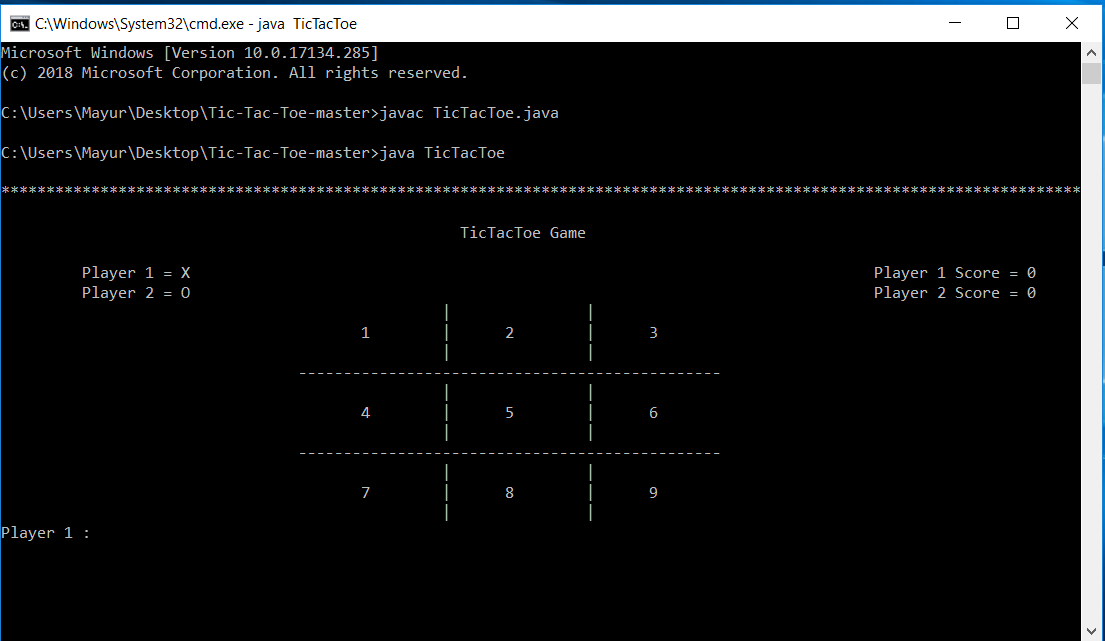 C:\Windows\System32\cmd.exe - java  TicTacToe
Microsoft Windows [Version 10.0.17134.285]
(c) 2018 Microsoft Corporation. All rights reserved.
C:\Users\Mayur\Desktop\Tic-Tac-Toe-master>javac TicTacToe.java
C:\Users\Mayur\Desktop\Tic-Tac-Toe-master>java TicTacToe
************************************************************************************************************************
TicTacToe Game
Player 1 = X Player 1 Score = 0
Player 2 = O Player 2 Score = 0
| |
1 | 2 | 3
| |
-----------------------------------------------
| |
4 | 5 | 6
| |
-----------------------------------------------
| |
7 | 8 | 9
| |
Player 1 :